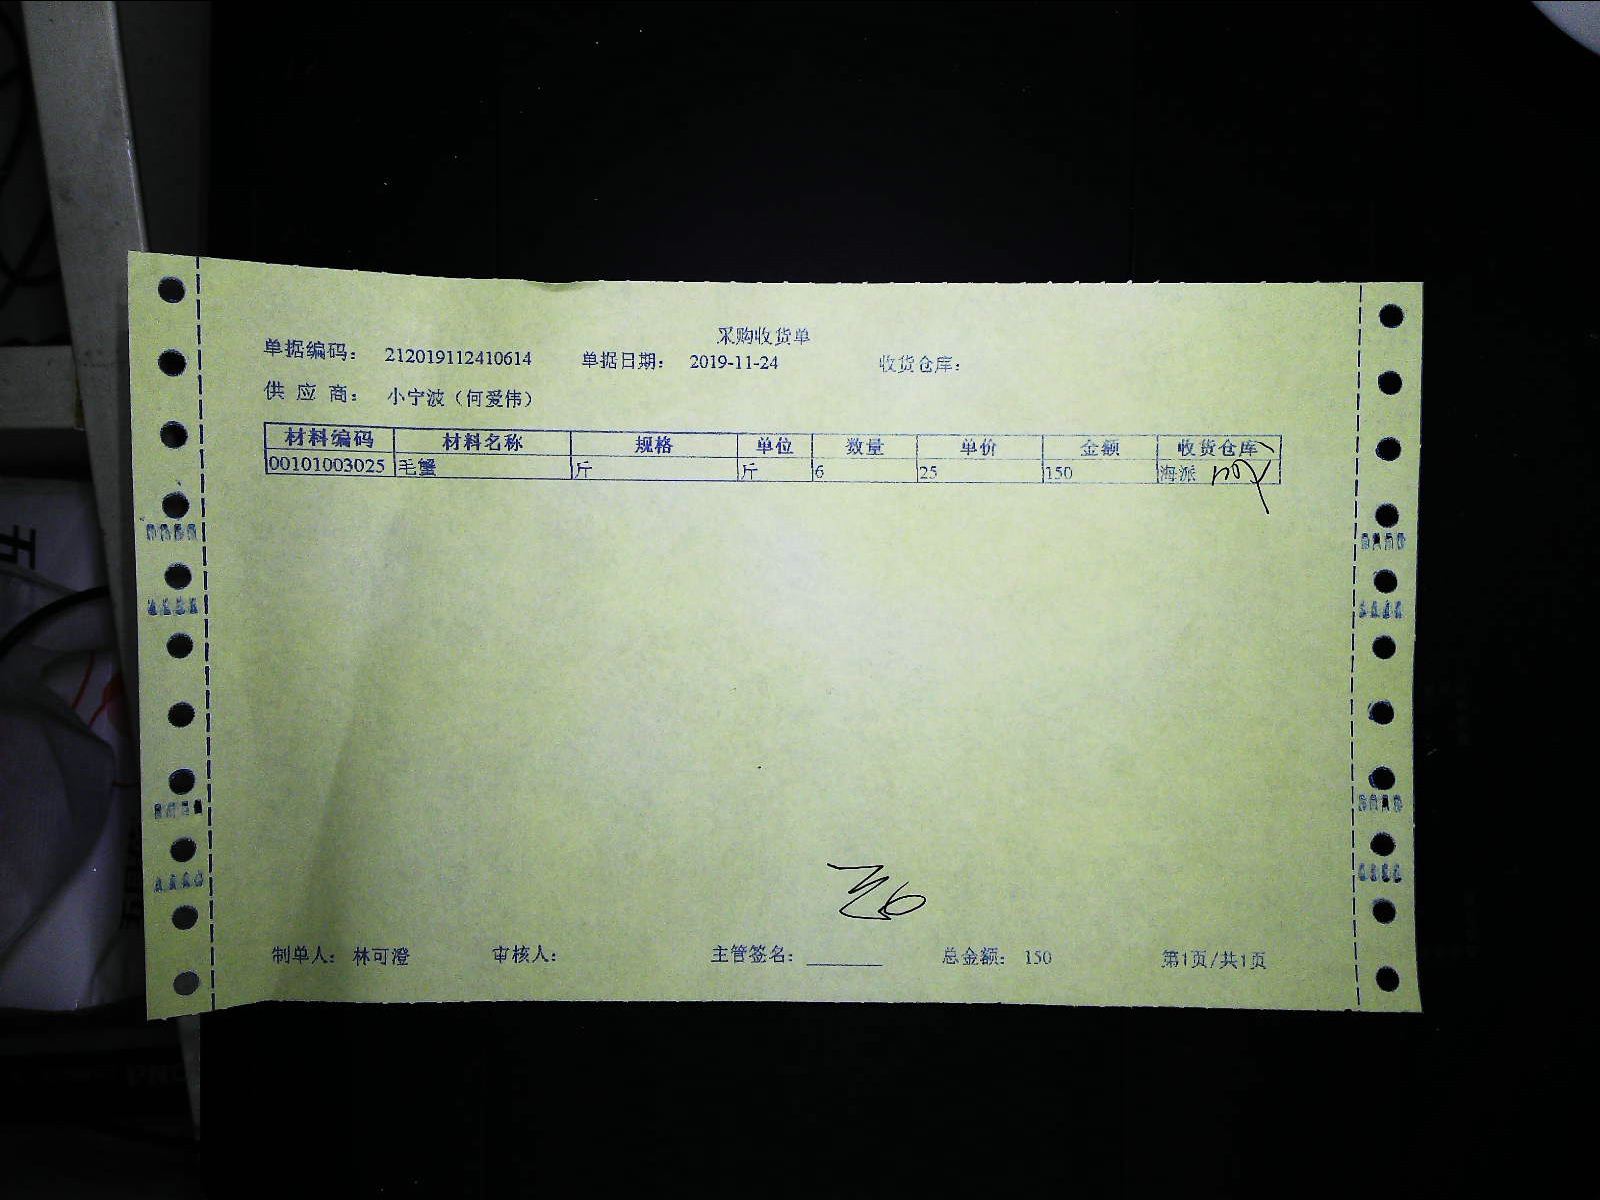 采购收货单
单据编码： 212019112410614 单据日期： 2019-11-24 收货仓库：
供 应 商： 小宁波（何爱伟）
材料编码 材料名称 规格 单位 数量 单价 金额 收货仓库
00101003025 毛蟹 斤 斤 6 25 150 海派
制单人： 林可澄 审核人： 主管签名： ________ 总金额： 150 第1页/共1页